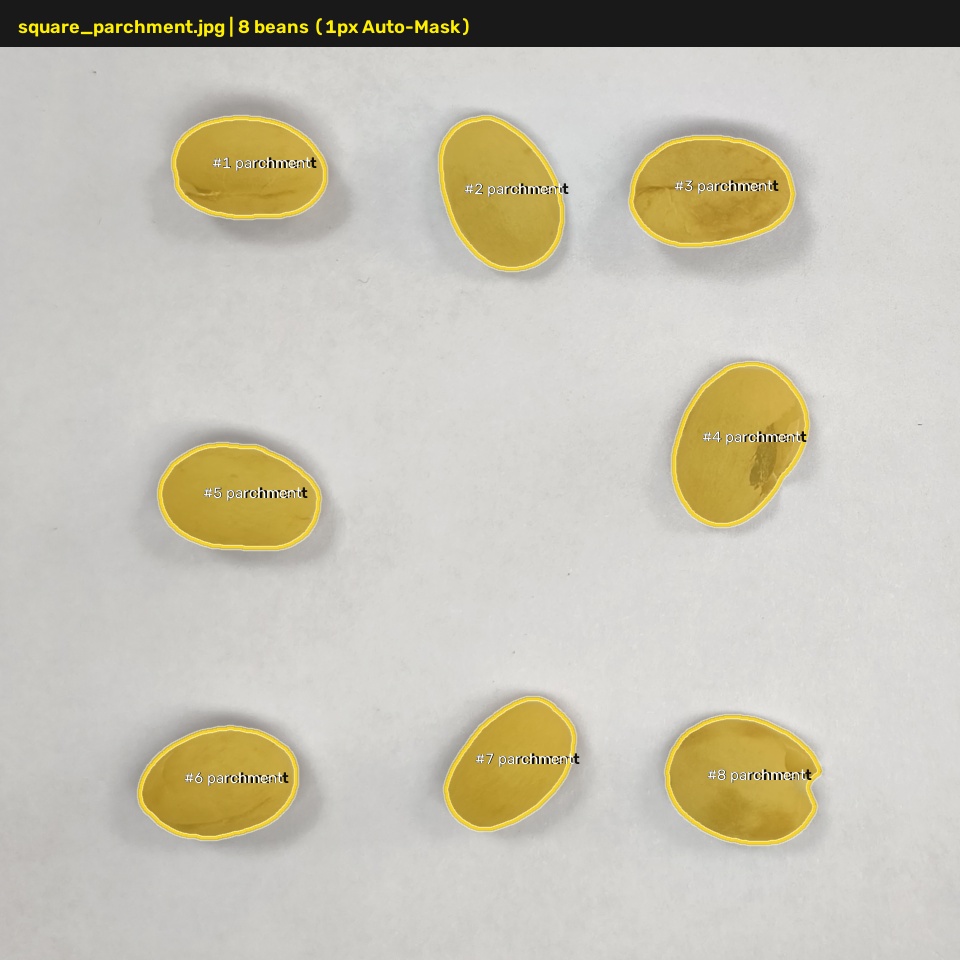 square_parchment.jpg | 8 beans (1px Auto-Mask)
#1 parchment
#2 parchment
#3 parchment
#4 parchment
#5 parchment
#6 parchment
#7 parchment
#8 parchment